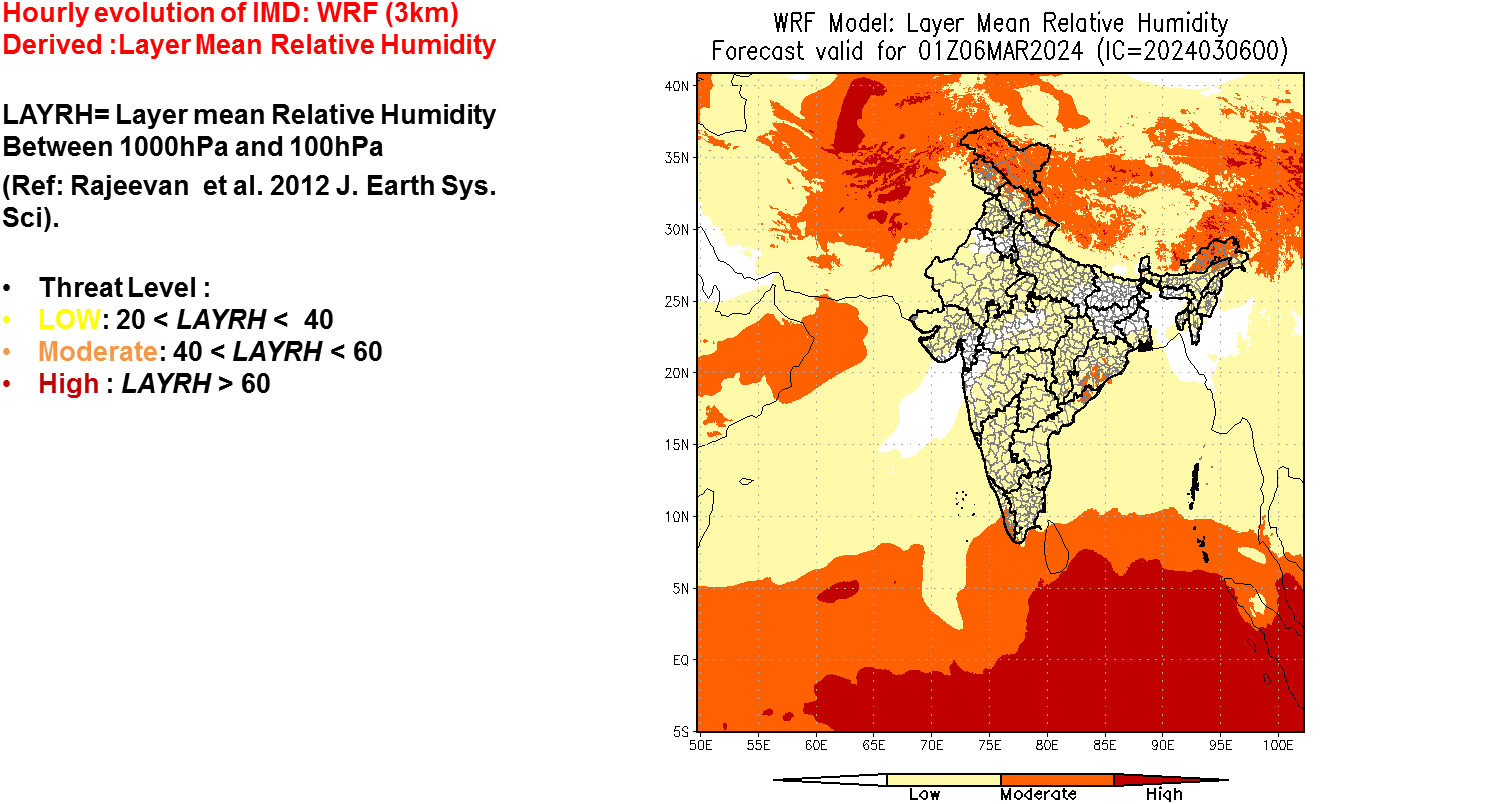 Hourly evolution of IMD: WRF (3km)
Derived :Layer Mean Relative Humidity
LAYRH= Layer mean Relative Humidity
Between 1000hPa and 100hPa
(Ref: Rajeevan et al. 2012 J. Earth Sys.
Sci).
• Threat Level :
• LOW: 20 < LAYRH < 40
• Moderate: 40 < LAYRH < 60
• High : LAYRH > 60
WRF Model: Layer Mean Relative Humidity
Forecast valid for 01Z06MAR2024 (IC=2024030600)
40N
35N
30N
25N
20N
15N
10N
5N
EQ
5S
50E 55E 60E 65E 70E 75E 80E 85E 90E 95E 100E
Low Moderate High